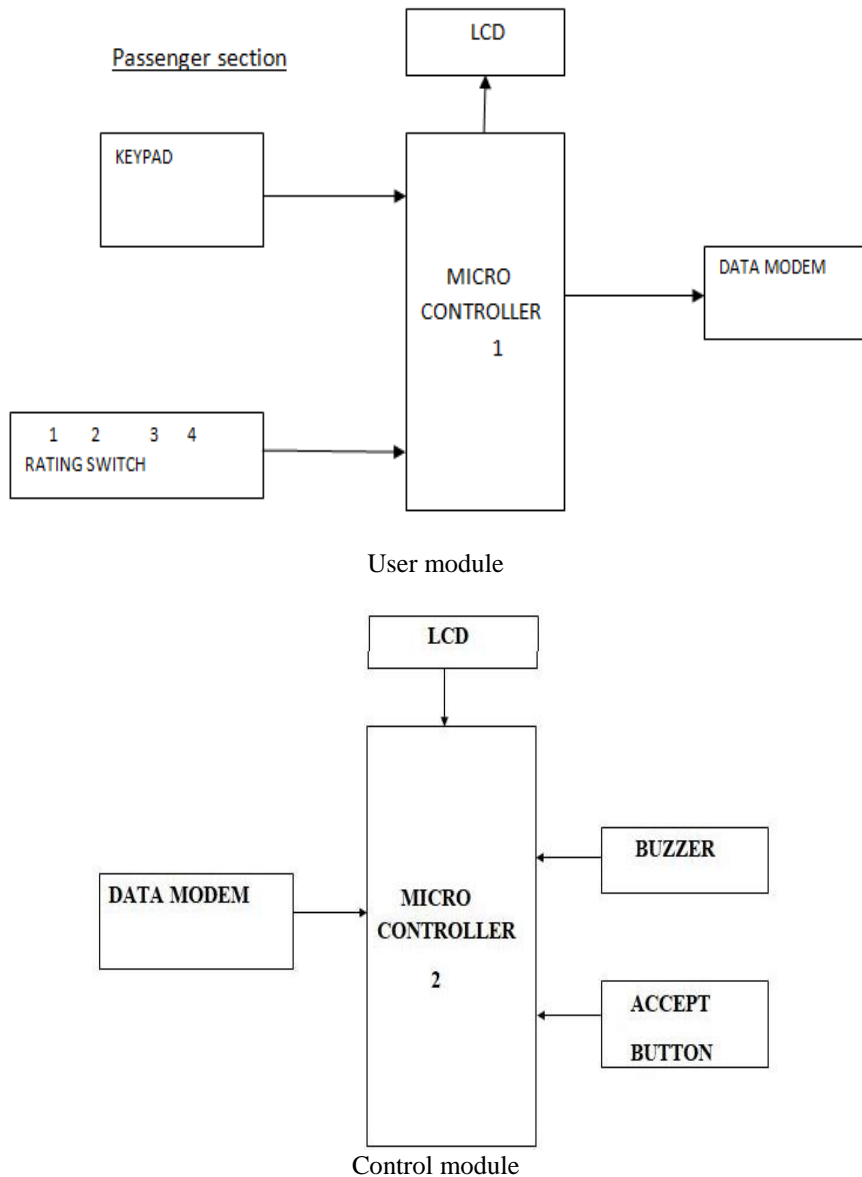 LCD
Passenger section
KEYPAD
MICRO
CONTROLLER
1
DATA MODEM
1 2 3 4
RATING SWITCH
User module
LCD
BUZZER
DATA MODEM
MICRO
CONTROLLER
2
ACCEPT
BUTTON
Control module